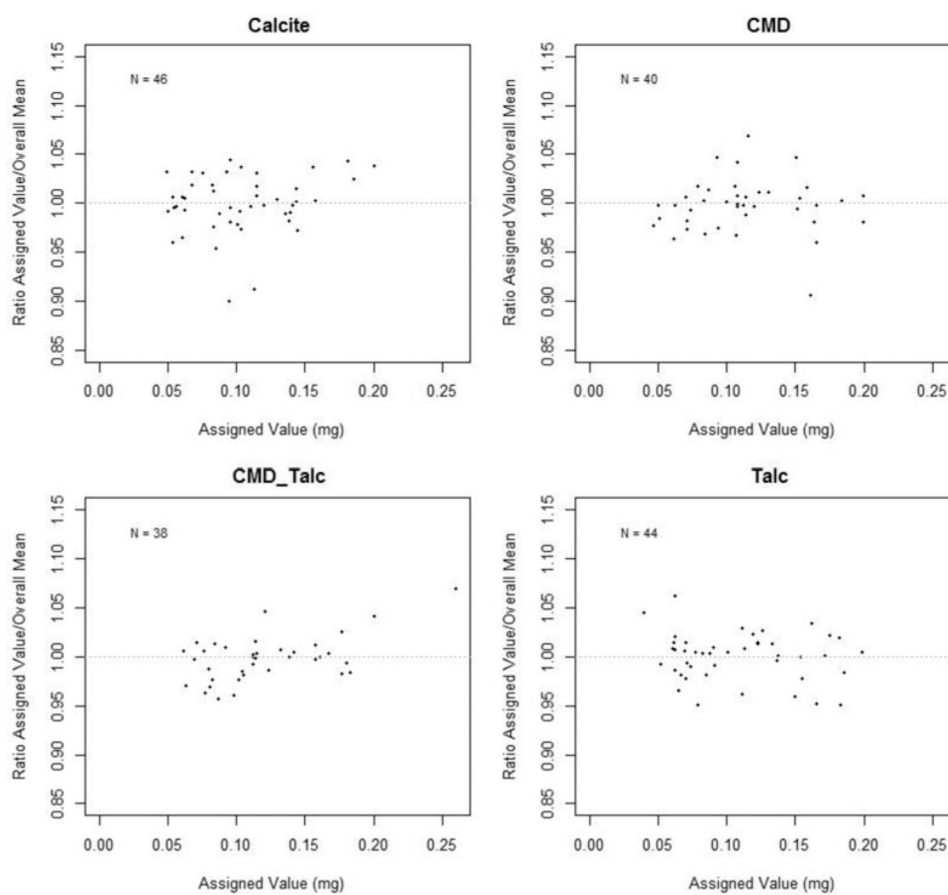 Calcite
N = 46
Ratio Assigned Value/Overall Mean
1.15
1.10
1.05
1.00
0.95
0.90
0.85
0.00 0.05 0.10 0.15 0.20 0.25
Assigned Value (mg)
CMD
N = 40
Ratio Assigned Value/Overall Mean
1.15
1.10
1.05
1.00
0.95
0.90
0.85
0.00 0.05 0.10 0.15 0.20 0.25
Assigned Value (mg)
CMD_Talc
N = 38
Ratio Assigned Value/Overall Mean
1.15
1.10
1.05
1.00
0.95
0.90
0.85
0.00 0.05 0.10 0.15 0.20 0.25
Assigned Value (mg)
Talc
N = 44
Ratio Assigned Value/Overall Mean
1.15
1.10
1.05
1.00
0.95
0.90
0.85
0.00 0.05 0.10 0.15 0.20 0.25
Assigned Value (mg)